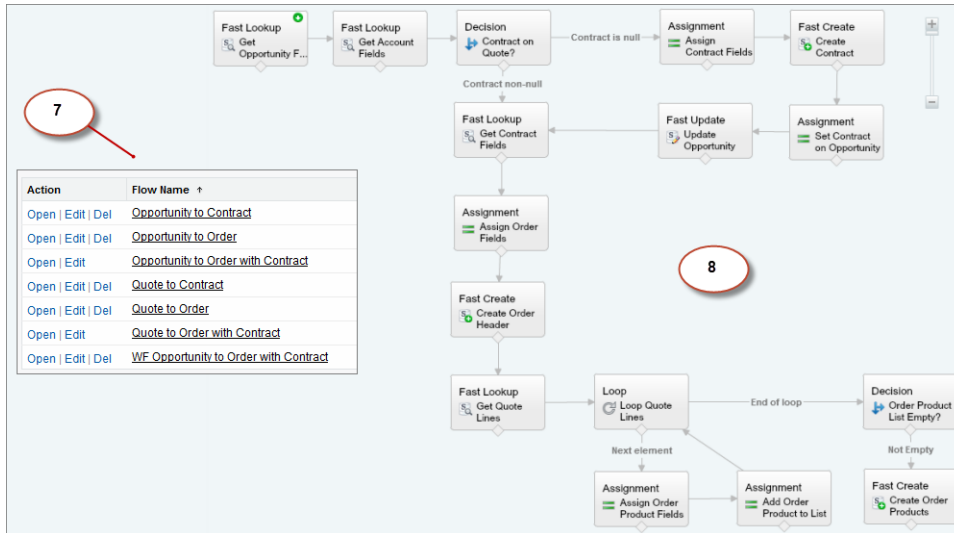 Fast Lookup
Get
Opportunity F...
Fast Lookup
Get Account
Fields
Decision
Contract on
Quote?
Contract is null
Assignment
Assign
Contract Fields
Fast Create
Create
Contract
Contract non-null
7
Fast Lookup
Get Contract
Fields
Fast Update
Update
Opportunity
Assignment
Set Contract
on Opportunity
Action Flow Name ↑
Open | Edit | Del Opportunity to Contract
Open | Edit | Del Opportunity to Order
Open | Edit Opportunity to Order with Contract
Open | Edit | Del Quote to Contract
Open | Edit | Del Quote to Order
Open | Edit Quote to Order with Contract
Open | Edit | Del WF Opportunity to Order with Contract
Assignment
Assign Order
Fields
8
Fast Create
Create Order
Header
Fast Lookup
Get Quote
Lines
Loop
Loop Quote
Lines
End of loop
Decision
Order Product
List Empty?
Next element
Not Empty
Assignment
Assign Order
Product Fields
Assignment
Add Order
Product to List
Fast Create
Create Order
Products